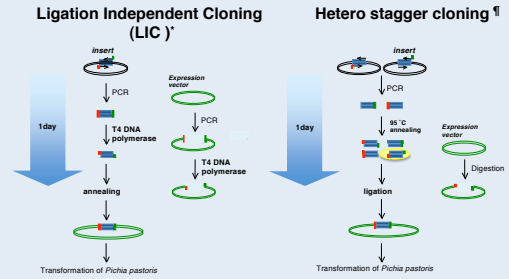 Ligation Independent Cloning
(LIC )*
insert
PCR
1day
T4 DNA
polymerase
annealing
Transformation of Pichia pastoris
Expression
vector
PCR
T4 DNA
polymerase
Hetero stagger cloning ¶
insert
PCR
1day
95 ˚C
annealing
ligation
Transformation of Pichia pastoris
Expression
vector
Digestion